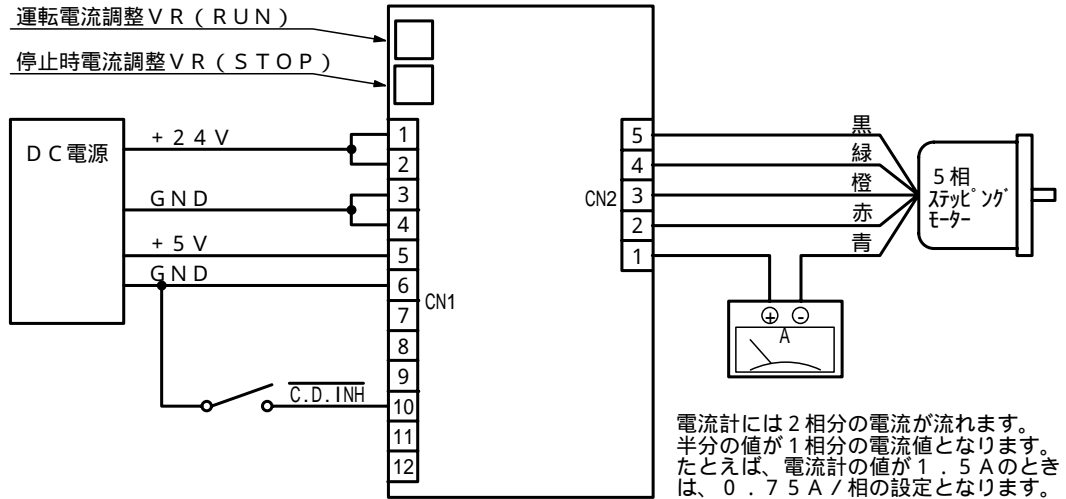 運転電流調整VR(RUN)
停止時電流調整VR(STOP)
DC電源
+24V
GND
+5V
GND
1
2
3
4
5
6
7
8
9
10
11
12
CN1
C.D.INH
CN2
5
4
3
2
1
黒
緑
橙
赤
青
5相
ステッピング
モーター
+ -
A
電流計には2相分の電流が流れます。
半分の値が1相分の電流値となります。
たとえば、電流計の値が1.5Aのとき
は、0.75A/相の設定となります。